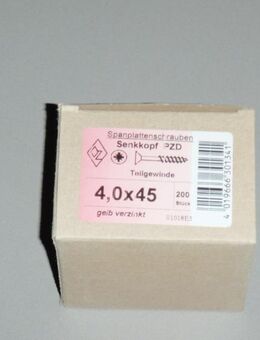 Spanplattenschrauben
Senkkopf PZD
Teilgewinde
4,0x45
200
Stück
gelb verzinkt
4 019666 301341